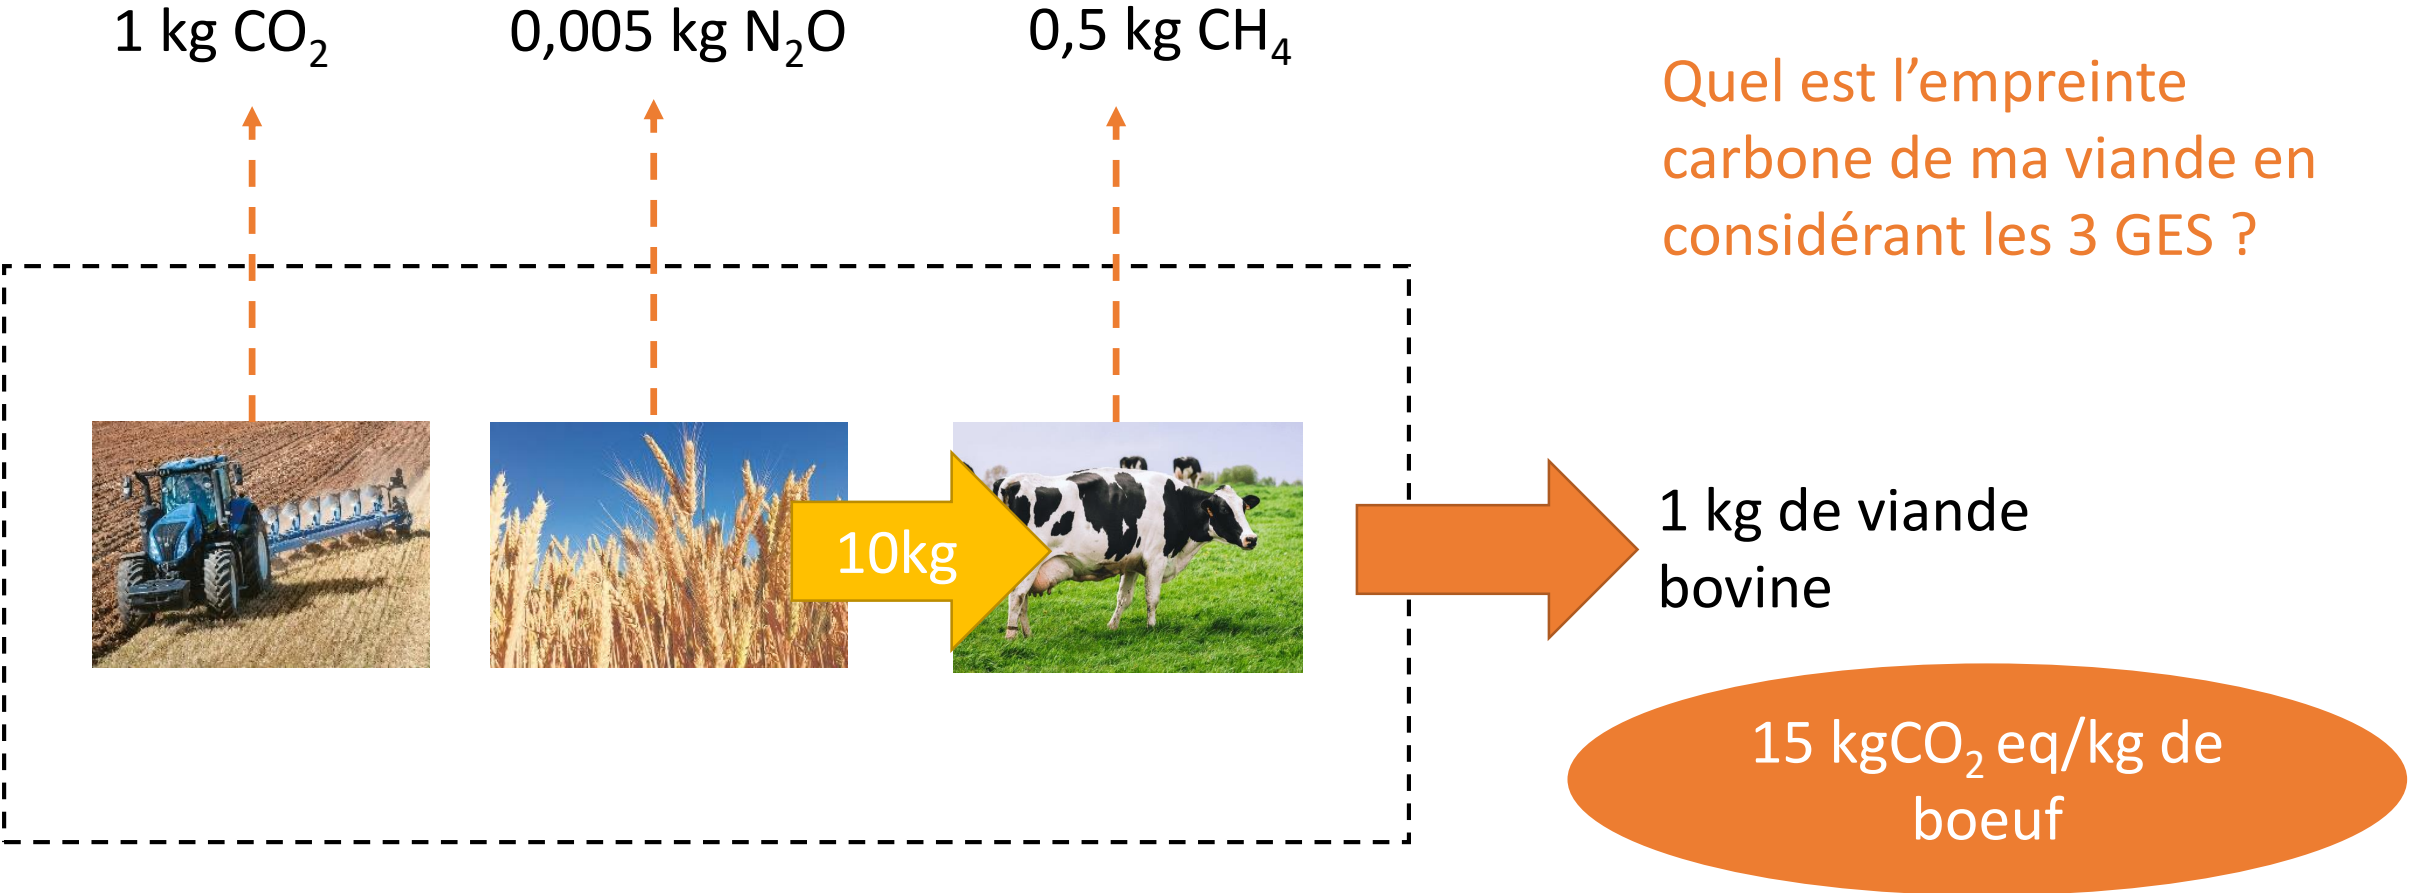 1 kg CO₂
0,005 kg N₂O
0,5 kg CH₄
Quel est l’empreinte
carbone de ma viande en
considérant les 3 GES ?
10kg
1 kg de viande
bovine
15 kgCO₂ eq/kg de
boeuf